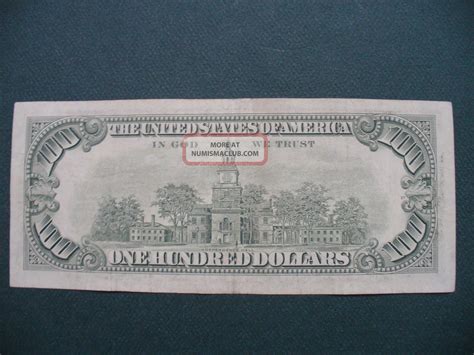 THE UNITED STATES OF AMERICA
IN GOD WE TRUST
MORE AT
NUMISMACLUB.COM
100
100
100
100
ONE HUNDRED DOLLARS